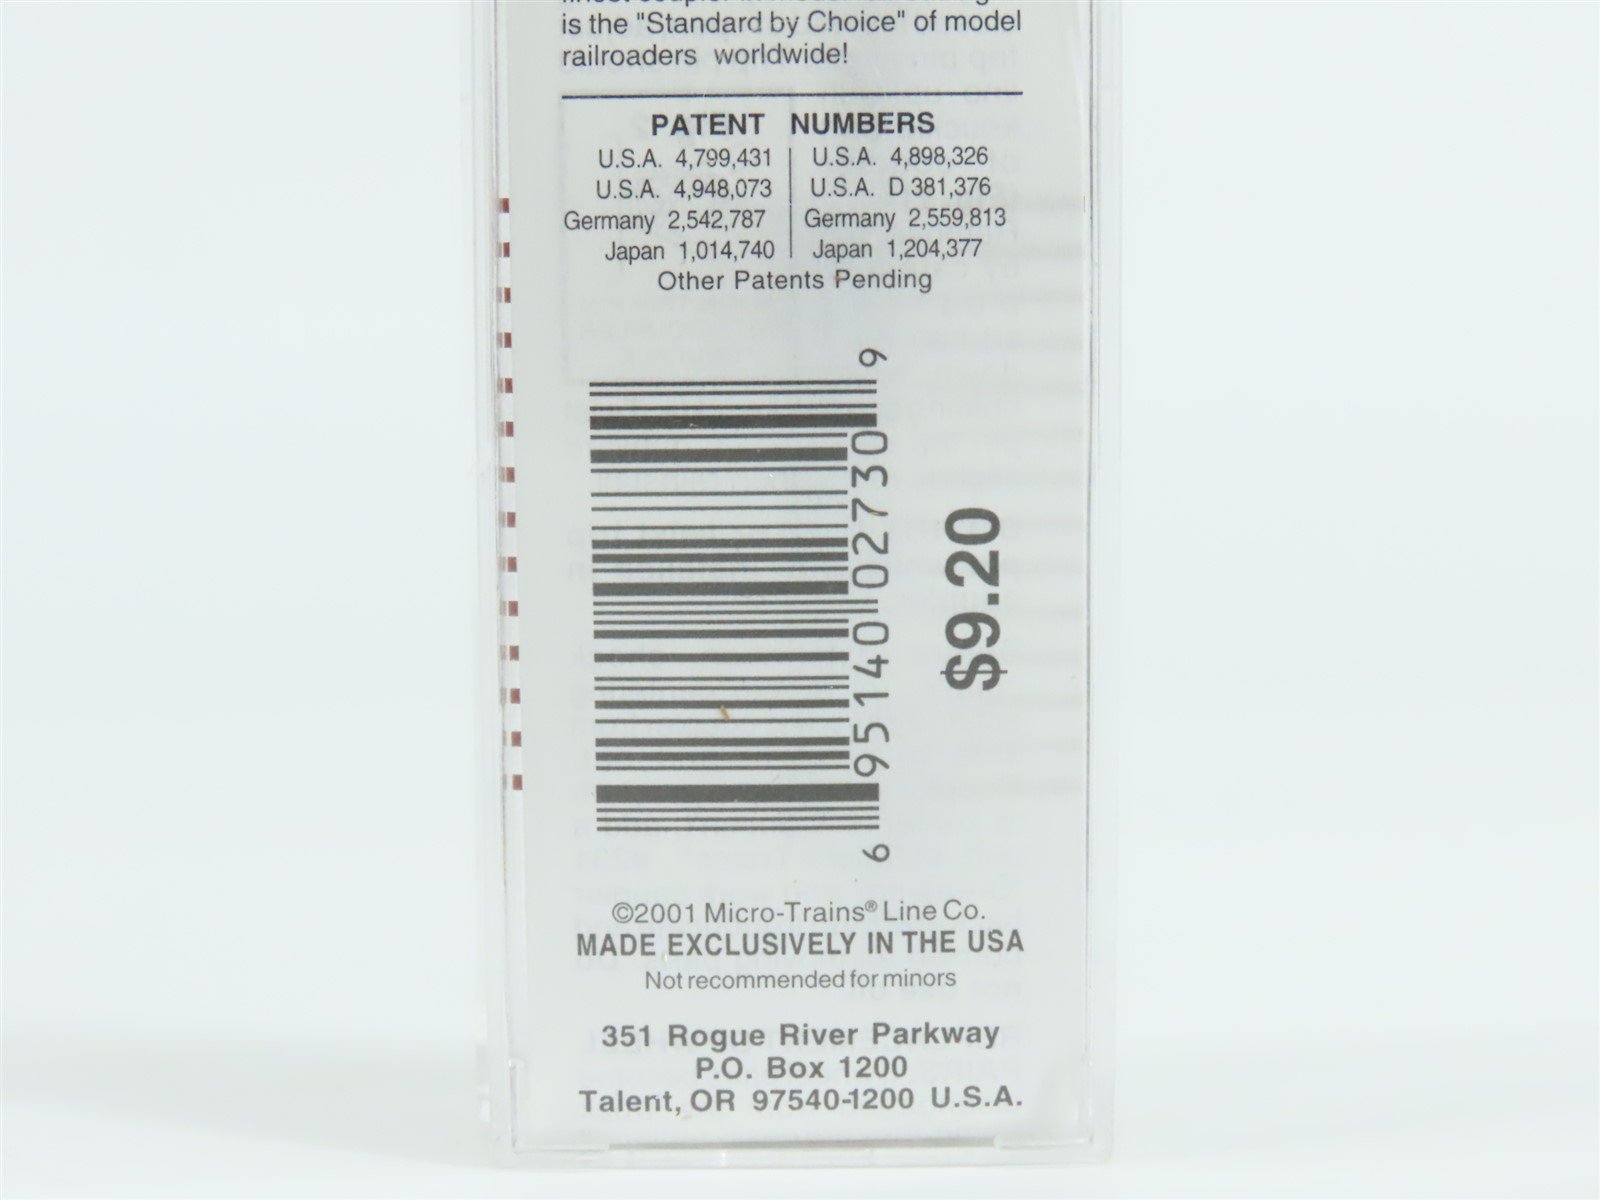 is the "Standard by Choice" of model
railroaders worldwide!
PATENT NUMBERS
U.S.A. 4,799,431 | U.S.A. 4,898,326
U.S.A. 4,948,073 | U.S.A. D 381,376
Germany 2,542,787 | Germany 2,559,813
Japan 1,014,740 | Japan 1,204,377
Other Patents Pending
6 95140 02730 9
$9.20
©2001 Micro-Trains® Line Co.
MADE EXCLUSIVELY IN THE USA
Not recommended for minors
351 Rogue River Parkway
P.O. Box 1200
Talent, OR 97540-1200 U.S.A.